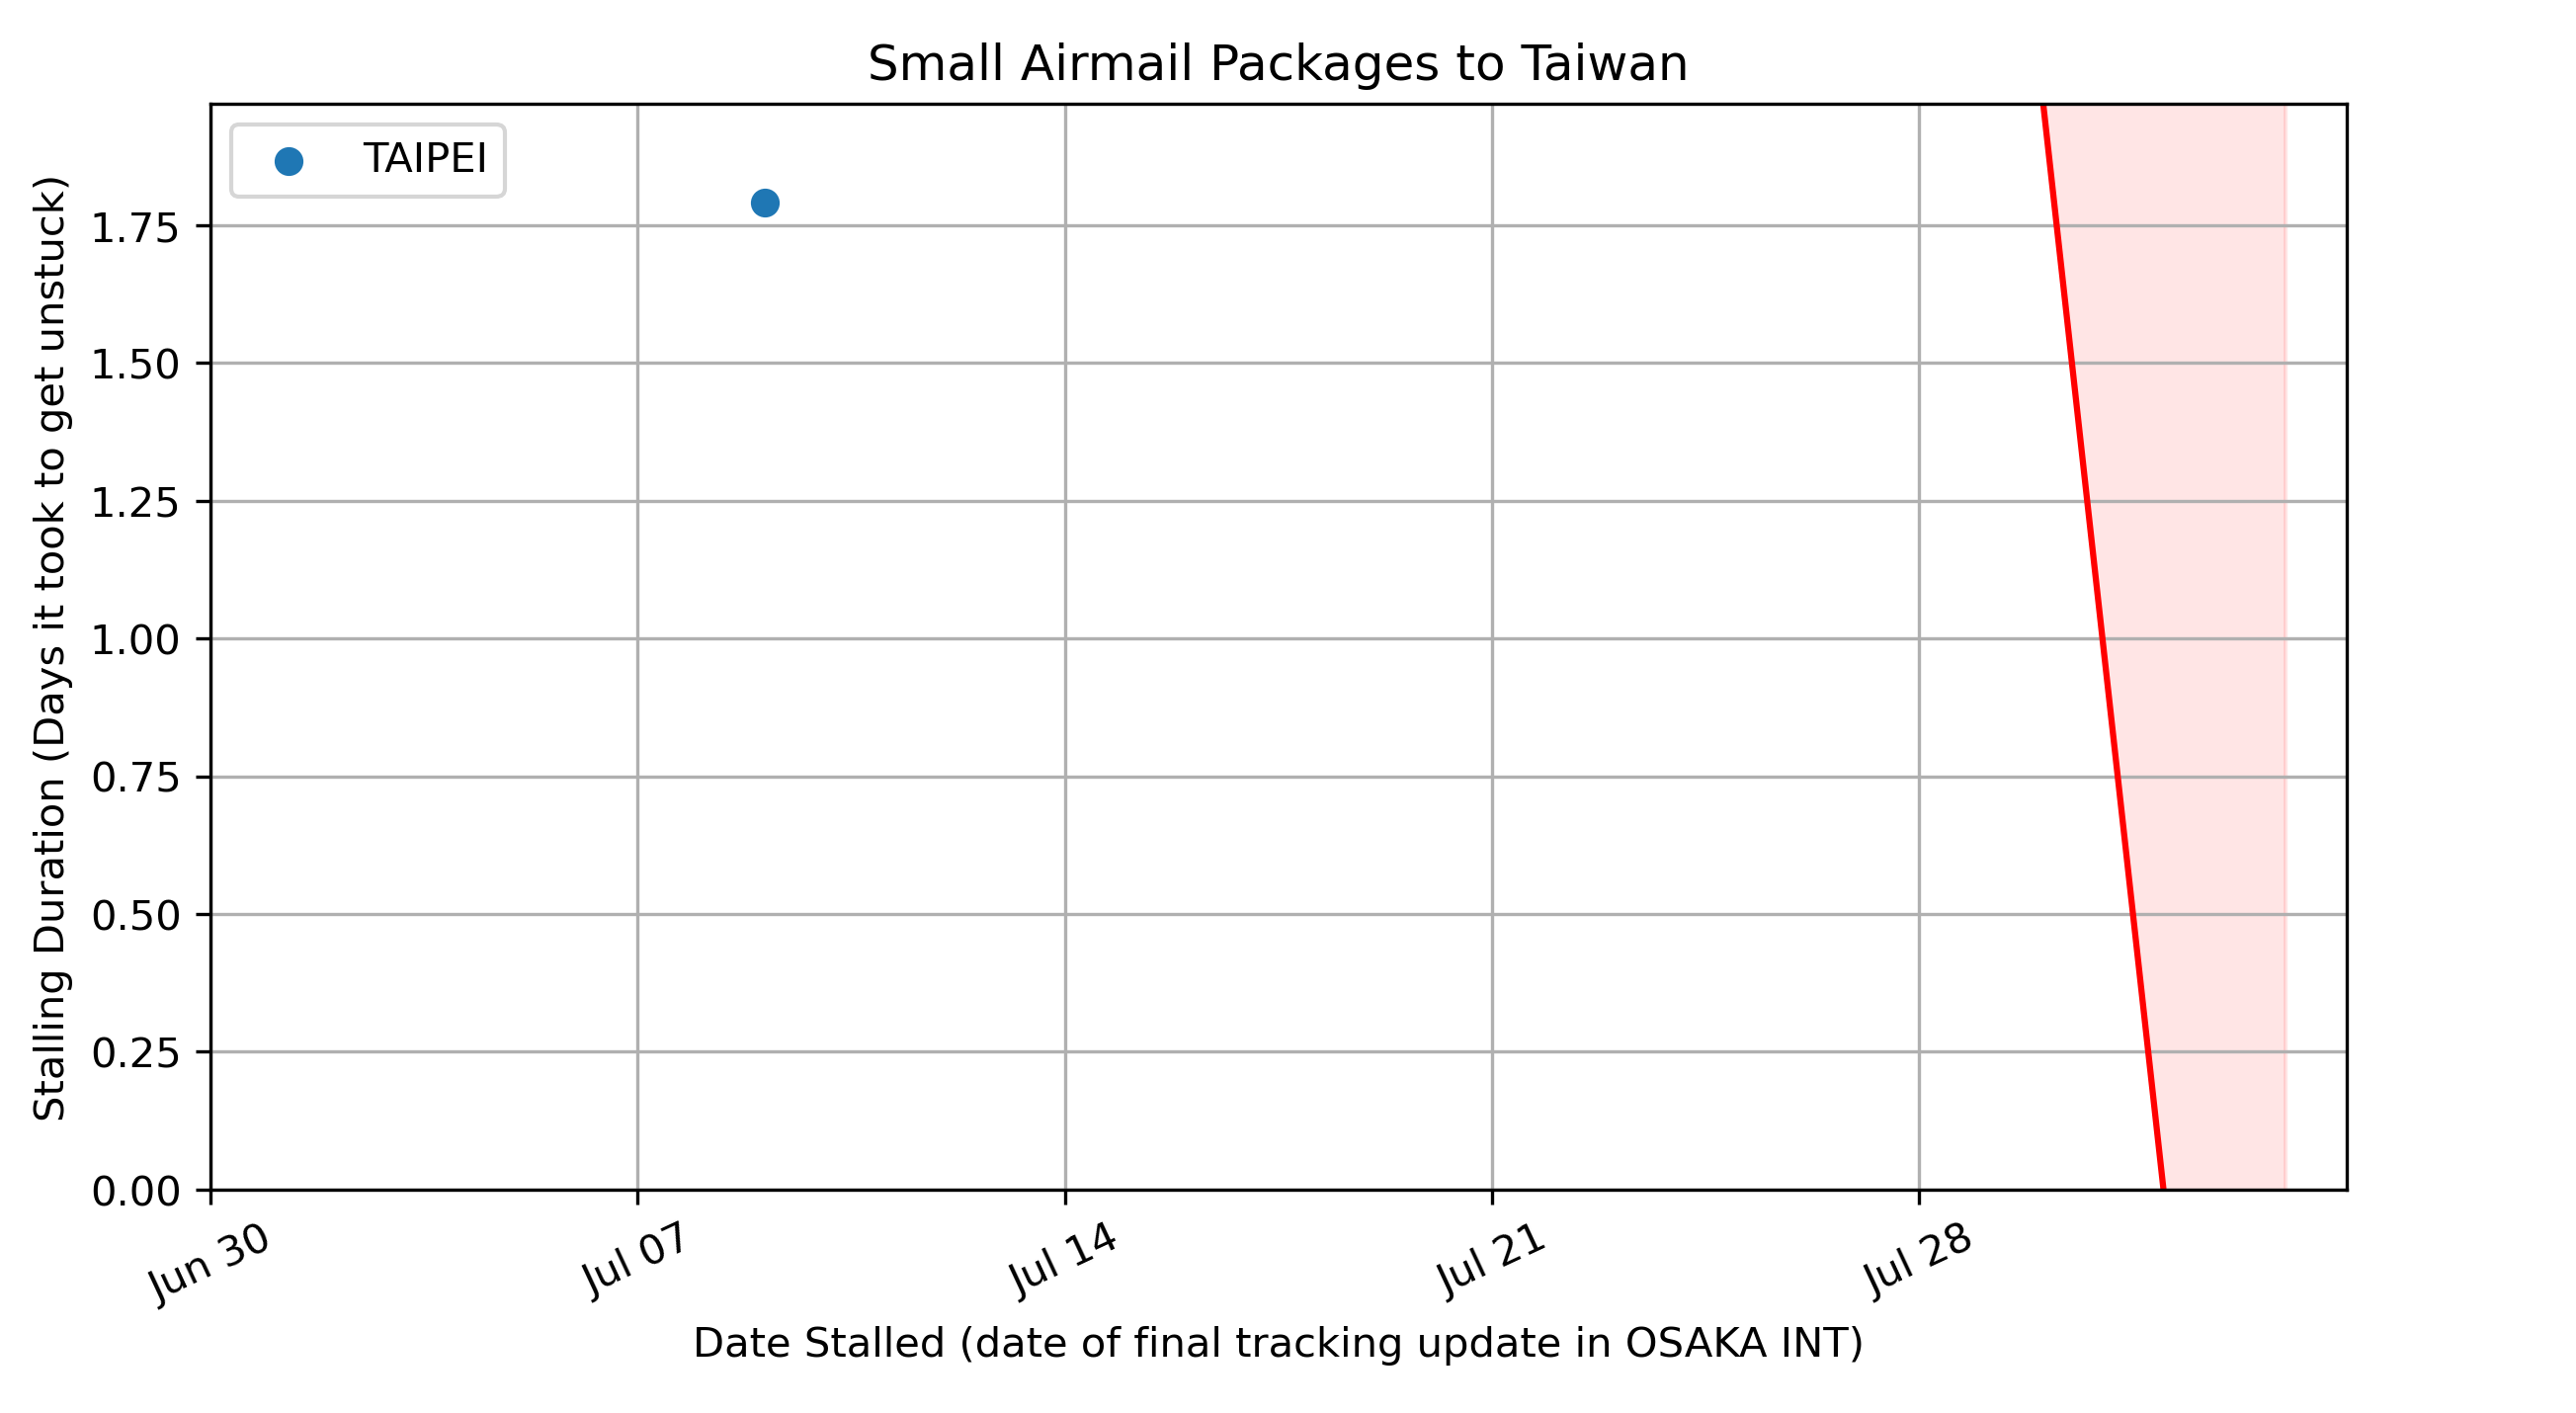 Small Airmail Packages to Taiwan
TAIPEI
Stalling Duration (Days it took to get unstuck)
1.75
1.50
1.25
1.00
0.75
0.50
0.25
0.00
Jun 30
Jul 07
Jul 14
Jul 21
Jul 28
Date Stalled (date of final tracking update in OSAKA INT)